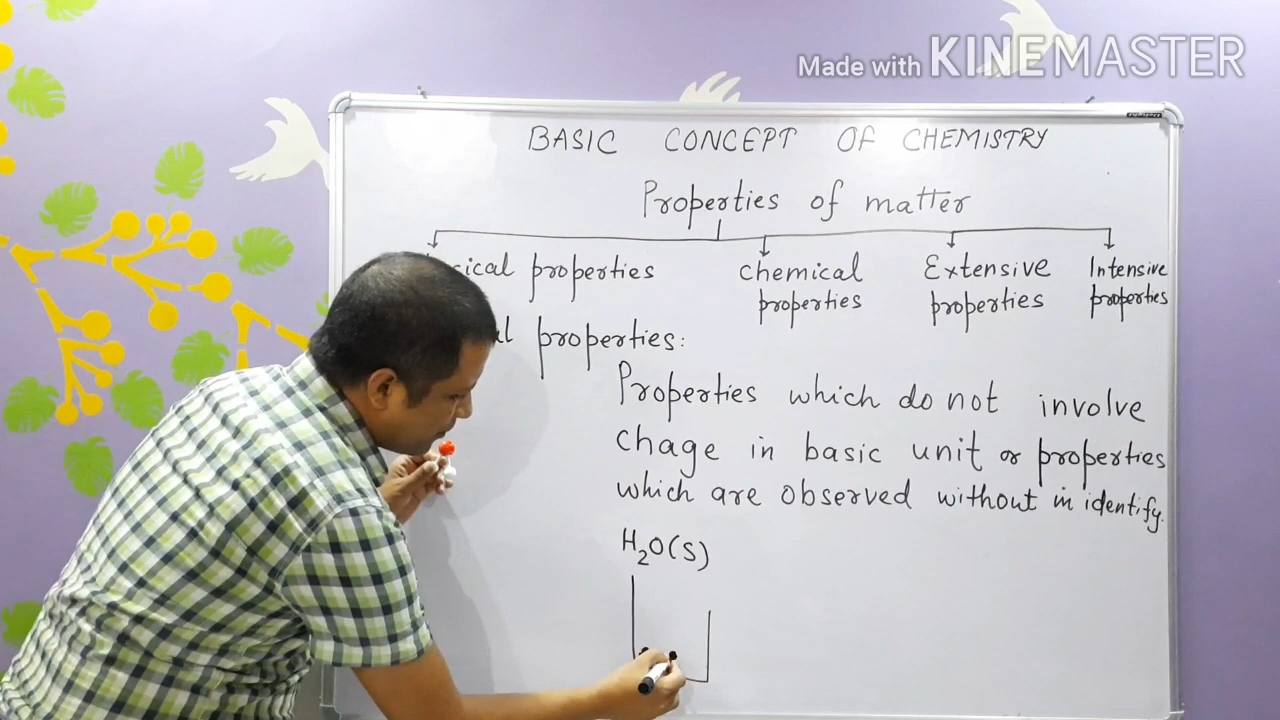 Made with KINEMASTER
BASIC CONCEPT OF CHEMISTRY
Properties of matter
properties
chemical properties
Extensive properties
Intensive properties
properties:
Properties which do not involve
chage in basic unit or properties
which are observed without in identify.
H₂O(S)